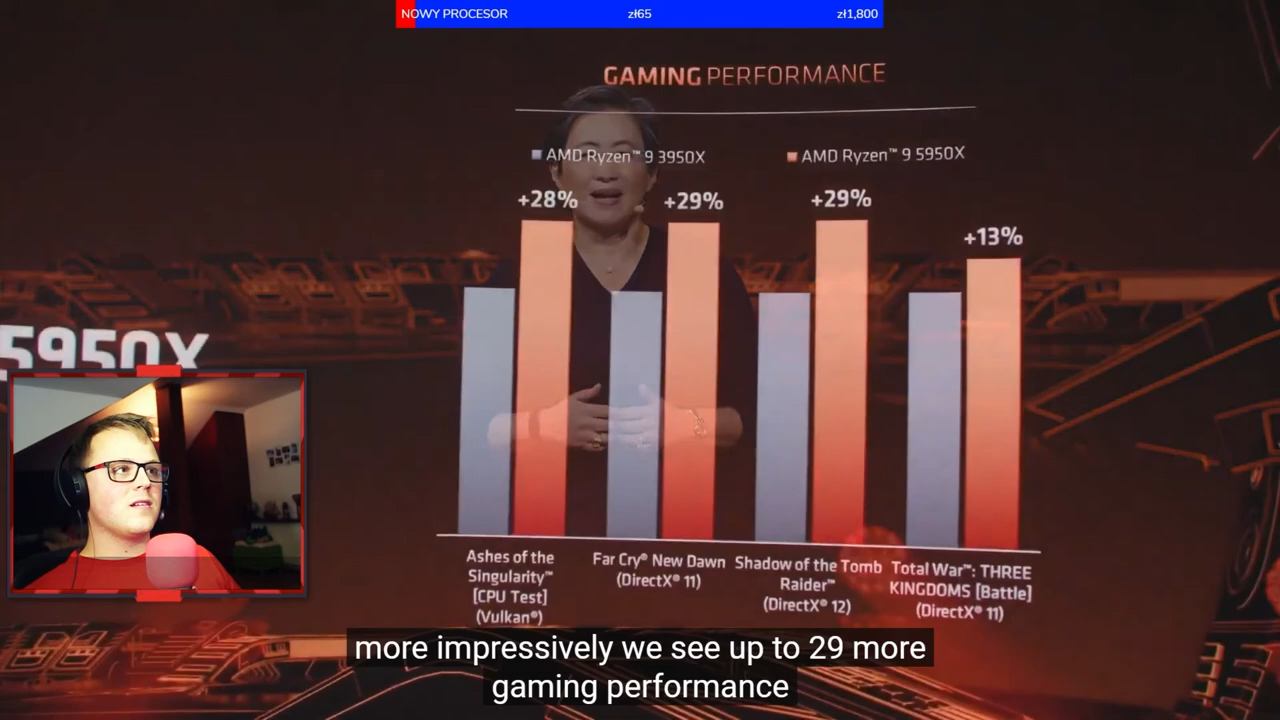 NOWY PROCESOR zł65 zł1,800
GAMING PERFORMANCE
AMD Ryzen™ 9 3950X AMD Ryzen™ 9 5950X
+28% +29% +29% +13%
5950X
Ashes of the
Singularity™
[CPU Test]
(Vulkan®)
Far Cry® New Dawn
(DirectX® 11)
Shadow of the Tomb
Raider™
(DirectX® 12)
Total War™: THREE
KINGDOMS [Battle]
(DirectX® 11)
more impressively we see up to 29 more
gaming performance